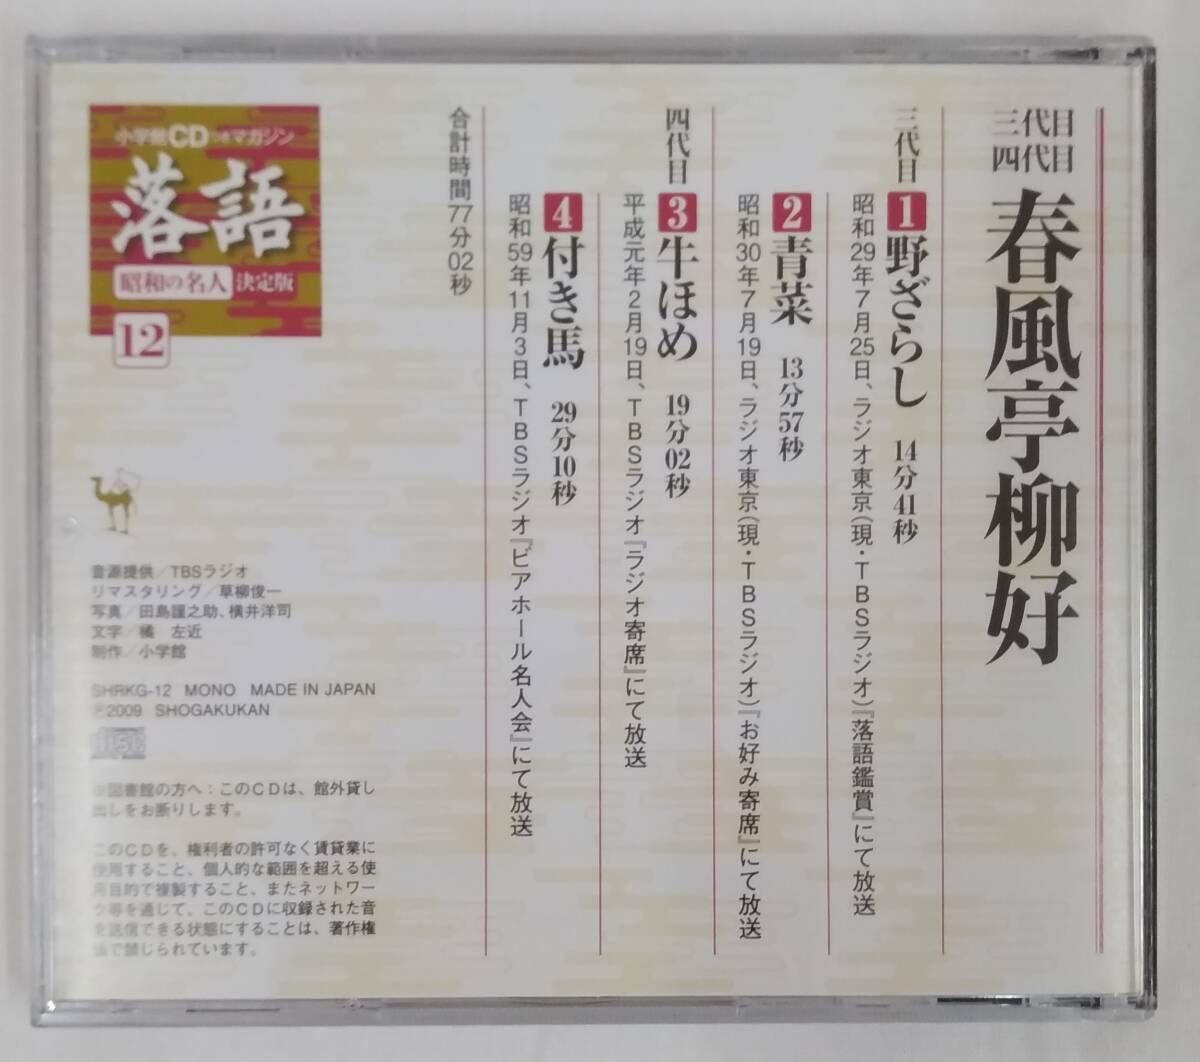 三代目
四代目
春風亭柳好
三代目
1 野ざらし 14分41秒
昭和29年7月25日、ラジオ東京(現・TBSラジオ)『落語鑑賞』にて放送
2 青菜 13分57秒
昭和30年7月19日、ラジオ東京(現・TBSラジオ)『お好み寄席』にて放送
四代目
3 牛ほめ 19分02秒
平成元年2月19日、TBSラジオ『ラジオ寄席』にて放送
4 付き馬 29分10秒
昭和59年11月3日、TBSラジオ『ビアホール名人会』にて放送
合計時間77分02秒
小学館CDつきマガジン
落語
昭和の名人 決定版
12
音源提供/TBSラジオ
リマスタリング/草柳俊一
写真/田島謹之助、横井洋司
文字/橘 左近
制作/小学館
SHRKG-12 MONO MADE IN JAPAN
℗2009 SHOGAKUKAN
※図書館の方へ:このCDは、館外貸し
出しをお断りします。
このCDを、権利者の許可なく賃貸業に
使用すること、個人的な範囲を超える使
用目的で複製すること、またネットワー
ク等を通じて、このCDに収録された音
を送信できる状態にすることは、著作権
法で禁じられています。